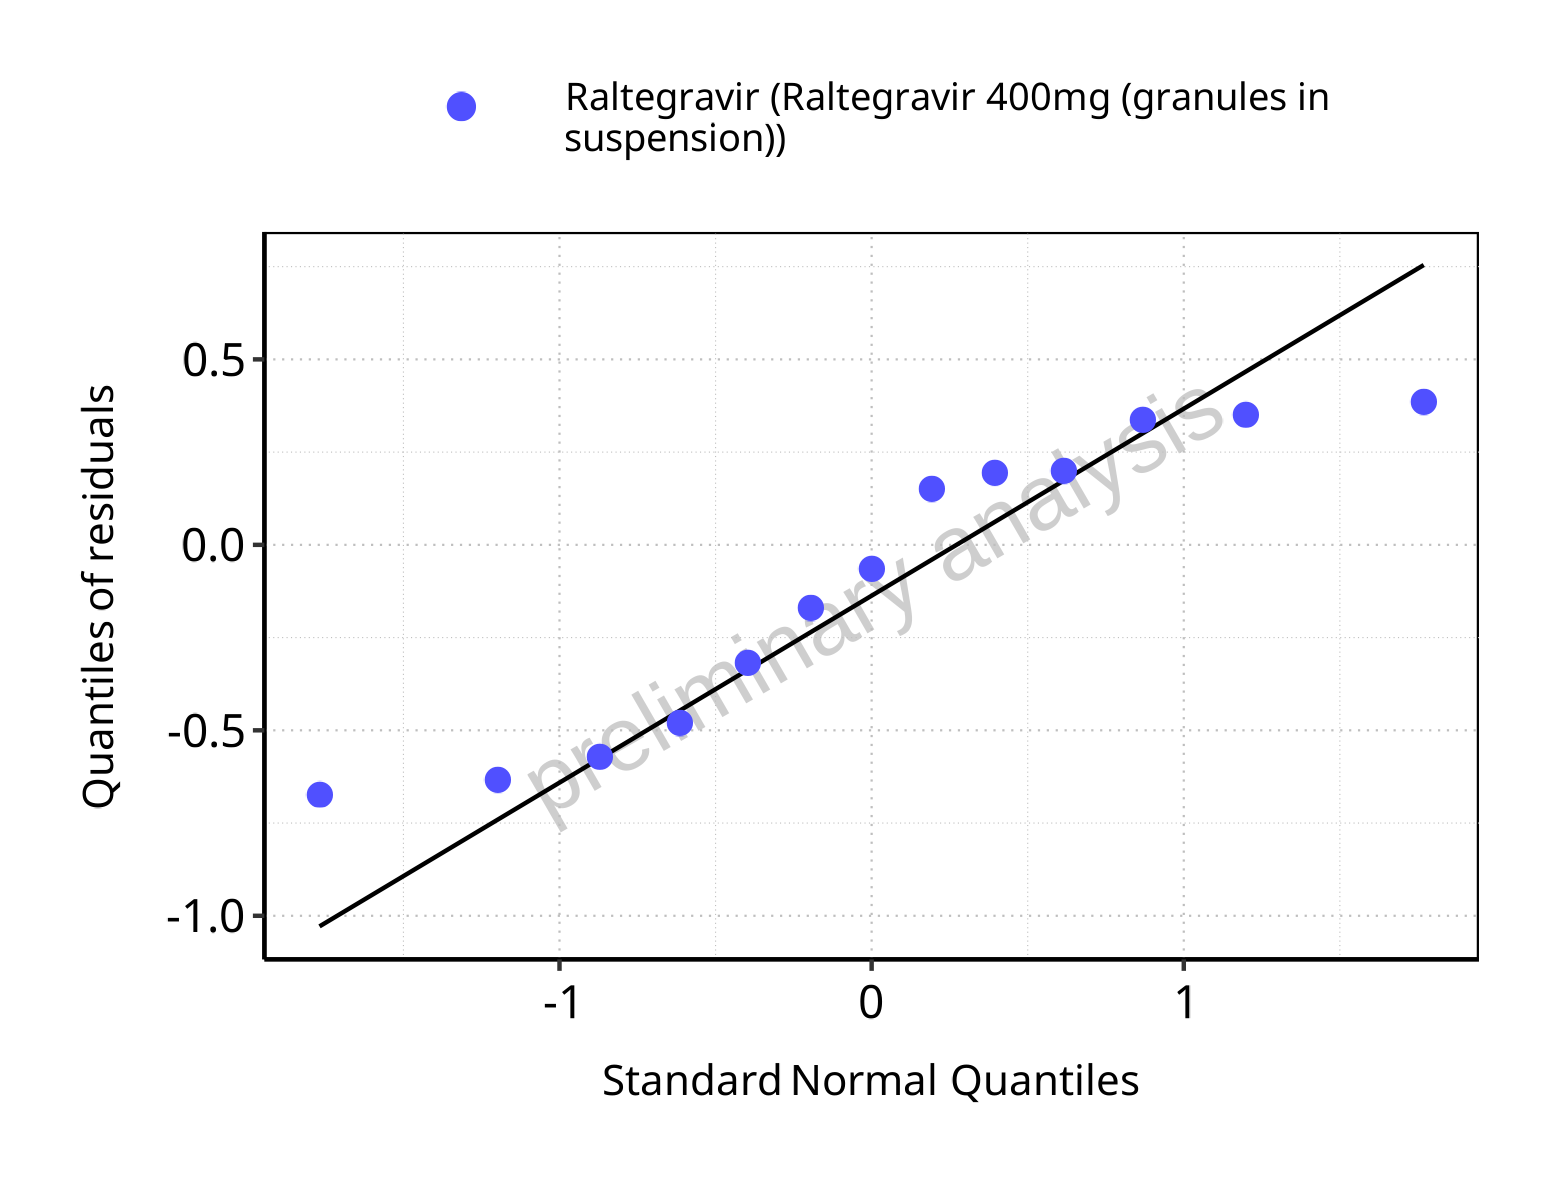 Raltegravir (Raltegravir 400mg (granules in
suspension))
Quantiles of residuals
0.5
0.0
-0.5
-1.0
preliminary analysis
-1 0 1
Standard Normal Quantiles